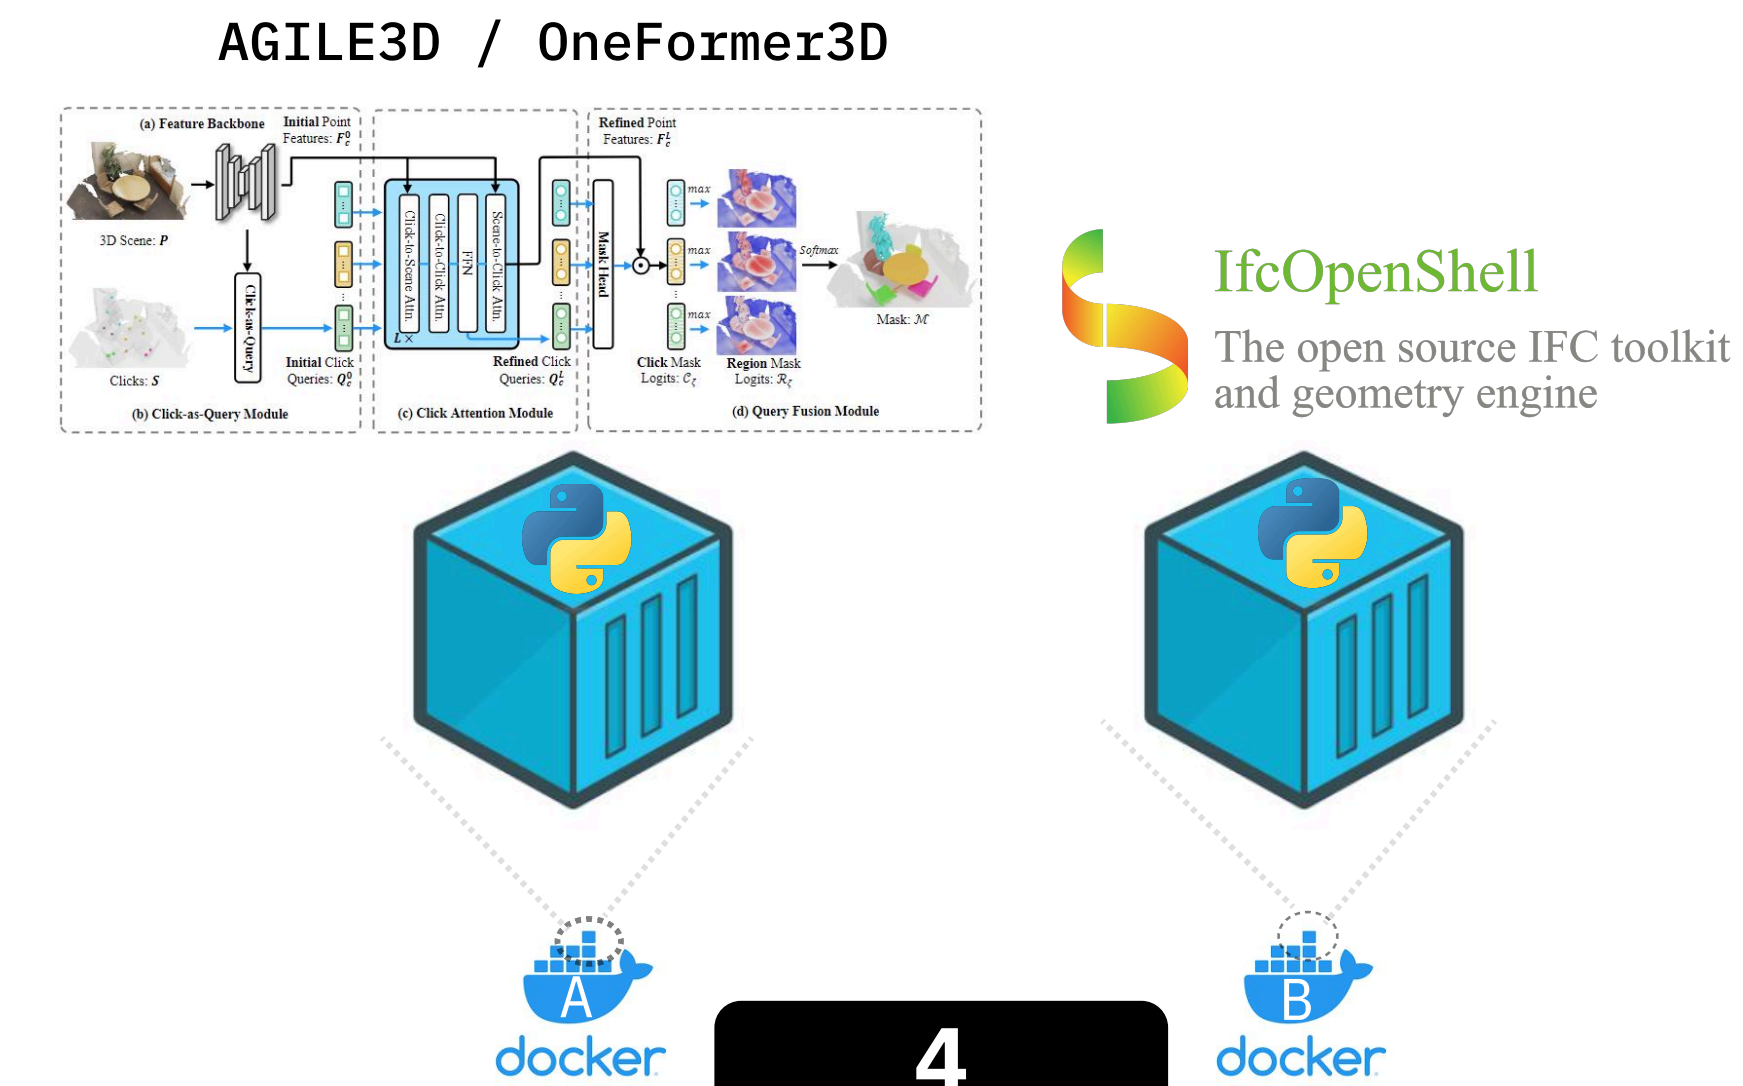 AGILE3D / OneFormer3D
(a) Feature Backbone
Initial Point
Features: F⁰c
3D Scene: P
Clicks: S
Click-as-Query
Initial Click
Queries: Q⁰c
(b) Click-as-Query Module
Click-to-Scene Attn.
Click-to-Click Attn.
FFN
Scene-to-Click Attn.
L×
Refined Click
Queries: Qᴸc
(c) Click Attention Module
Refined Point
Features: Fᴸc
Mask Head
max
max
max
Softmax
Click Mask
Logits: 𝒞ζ
Region Mask
Logits: ℛζ
Mask: ℳ
(d) Query Fusion Module
IfcOpenShell
The open source IFC toolkit
and geometry engine
A
docker
B
docker
4